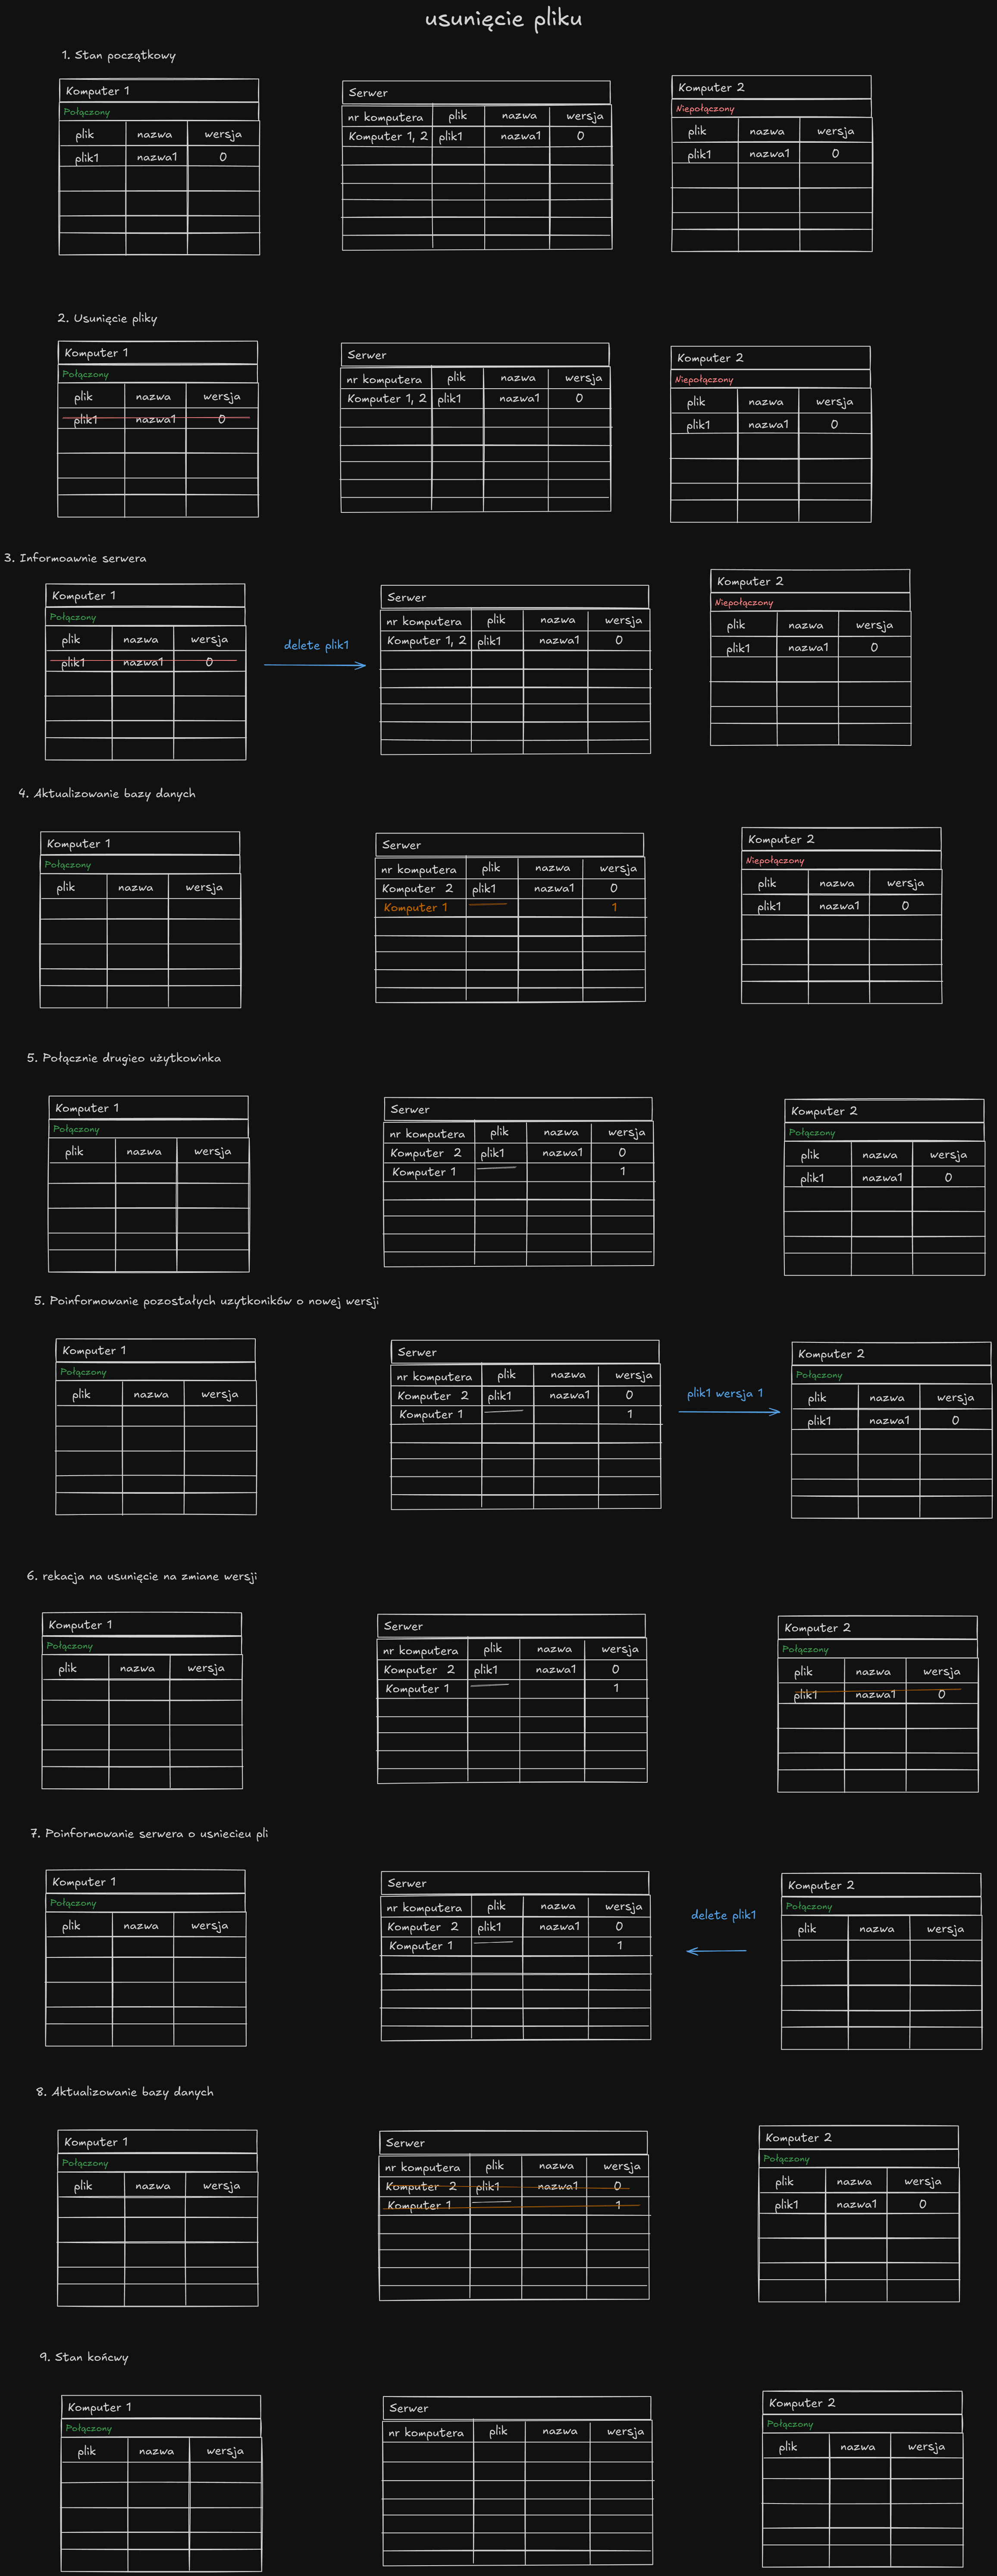 usunięcie pliku
1. Stan początkowy
Komputer 1
Połączony
plik nazwa wersja
plik1 nazwa1 0
Serwer
nr komputera plik nazwa wersja
Komputer 1, 2 plik1 nazwa1 0
Komputer 2
Niepołączony
plik nazwa wersja
plik1 nazwa1 0
2. Usunięcie pliky
Komputer 1
Połączony
plik nazwa wersja
plik1 nazwa1 0
Serwer
nr komputera plik nazwa wersja
Komputer 1, 2 plik1 nazwa1 0
Komputer 2
Niepołączony
plik nazwa wersja
plik1 nazwa1 0
3. Informoawnie serwera
Komputer 1
Połączony
plik nazwa wersja
plik1 nazwa1 0
delete plik1
Serwer
nr komputera plik nazwa wersja
Komputer 1, 2 plik1 nazwa1 0
Komputer 2
Niepołączony
plik nazwa wersja
plik1 nazwa1 0
4. Aktualizowanie bazy danych
Komputer 1
Połączony
plik nazwa wersja
Serwer
nr komputera plik nazwa wersja
Komputer 2 plik1 nazwa1 0
Komputer 1 1
Komputer 2
Niepołączony
plik nazwa wersja
plik1 nazwa1 0
5. Połącznie drugieo użytkowinka
Komputer 1
Połączony
plik nazwa wersja
Serwer
nr komputera plik nazwa wersja
Komputer 2 plik1 nazwa1 0
Komputer 1 1
Komputer 2
Połączony
plik nazwa wersja
plik1 nazwa1 0
5. Poinformowanie pozostałych uzytkoników o nowej wersji
Komputer 1
Połączony
plik nazwa wersja
Serwer
nr komputera plik nazwa wersja
Komputer 2 plik1 nazwa1 0
Komputer 1 1
plik1 wersja 1
Komputer 2
Połączony
plik nazwa wersja
plik1 nazwa1 0
6. rekacja na usunięcie na zmiane wersji
Komputer 1
Połączony
plik nazwa wersja
Serwer
nr komputera plik nazwa wersja
Komputer 2 plik1 nazwa1 0
Komputer 1 1
Komputer 2
Połączony
plik nazwa wersja
plik1 nazwa1 0
7. Poinformowanie serwera o usniecieu pli
Komputer 1
Połączony
plik nazwa wersja
Serwer
nr komputera plik nazwa wersja
Komputer 2 plik1 nazwa1 0
Komputer 1 1
delete plik1
Komputer 2
Połączony
plik nazwa wersja
8. Aktualizowanie bazy danych
Komputer 1
Połączony
plik nazwa wersja
Serwer
nr komputera plik nazwa wersja
Komputer 2 plik1 nazwa1 0
Komputer 1 1
Komputer 2
Połączony
plik nazwa wersja
plik1 nazwa1 0
9. Stan końcwy
Komputer 1
Połączony
plik nazwa wersja
Serwer
nr komputera plik nazwa wersja
Komputer 2
Połączony
plik nazwa wersja